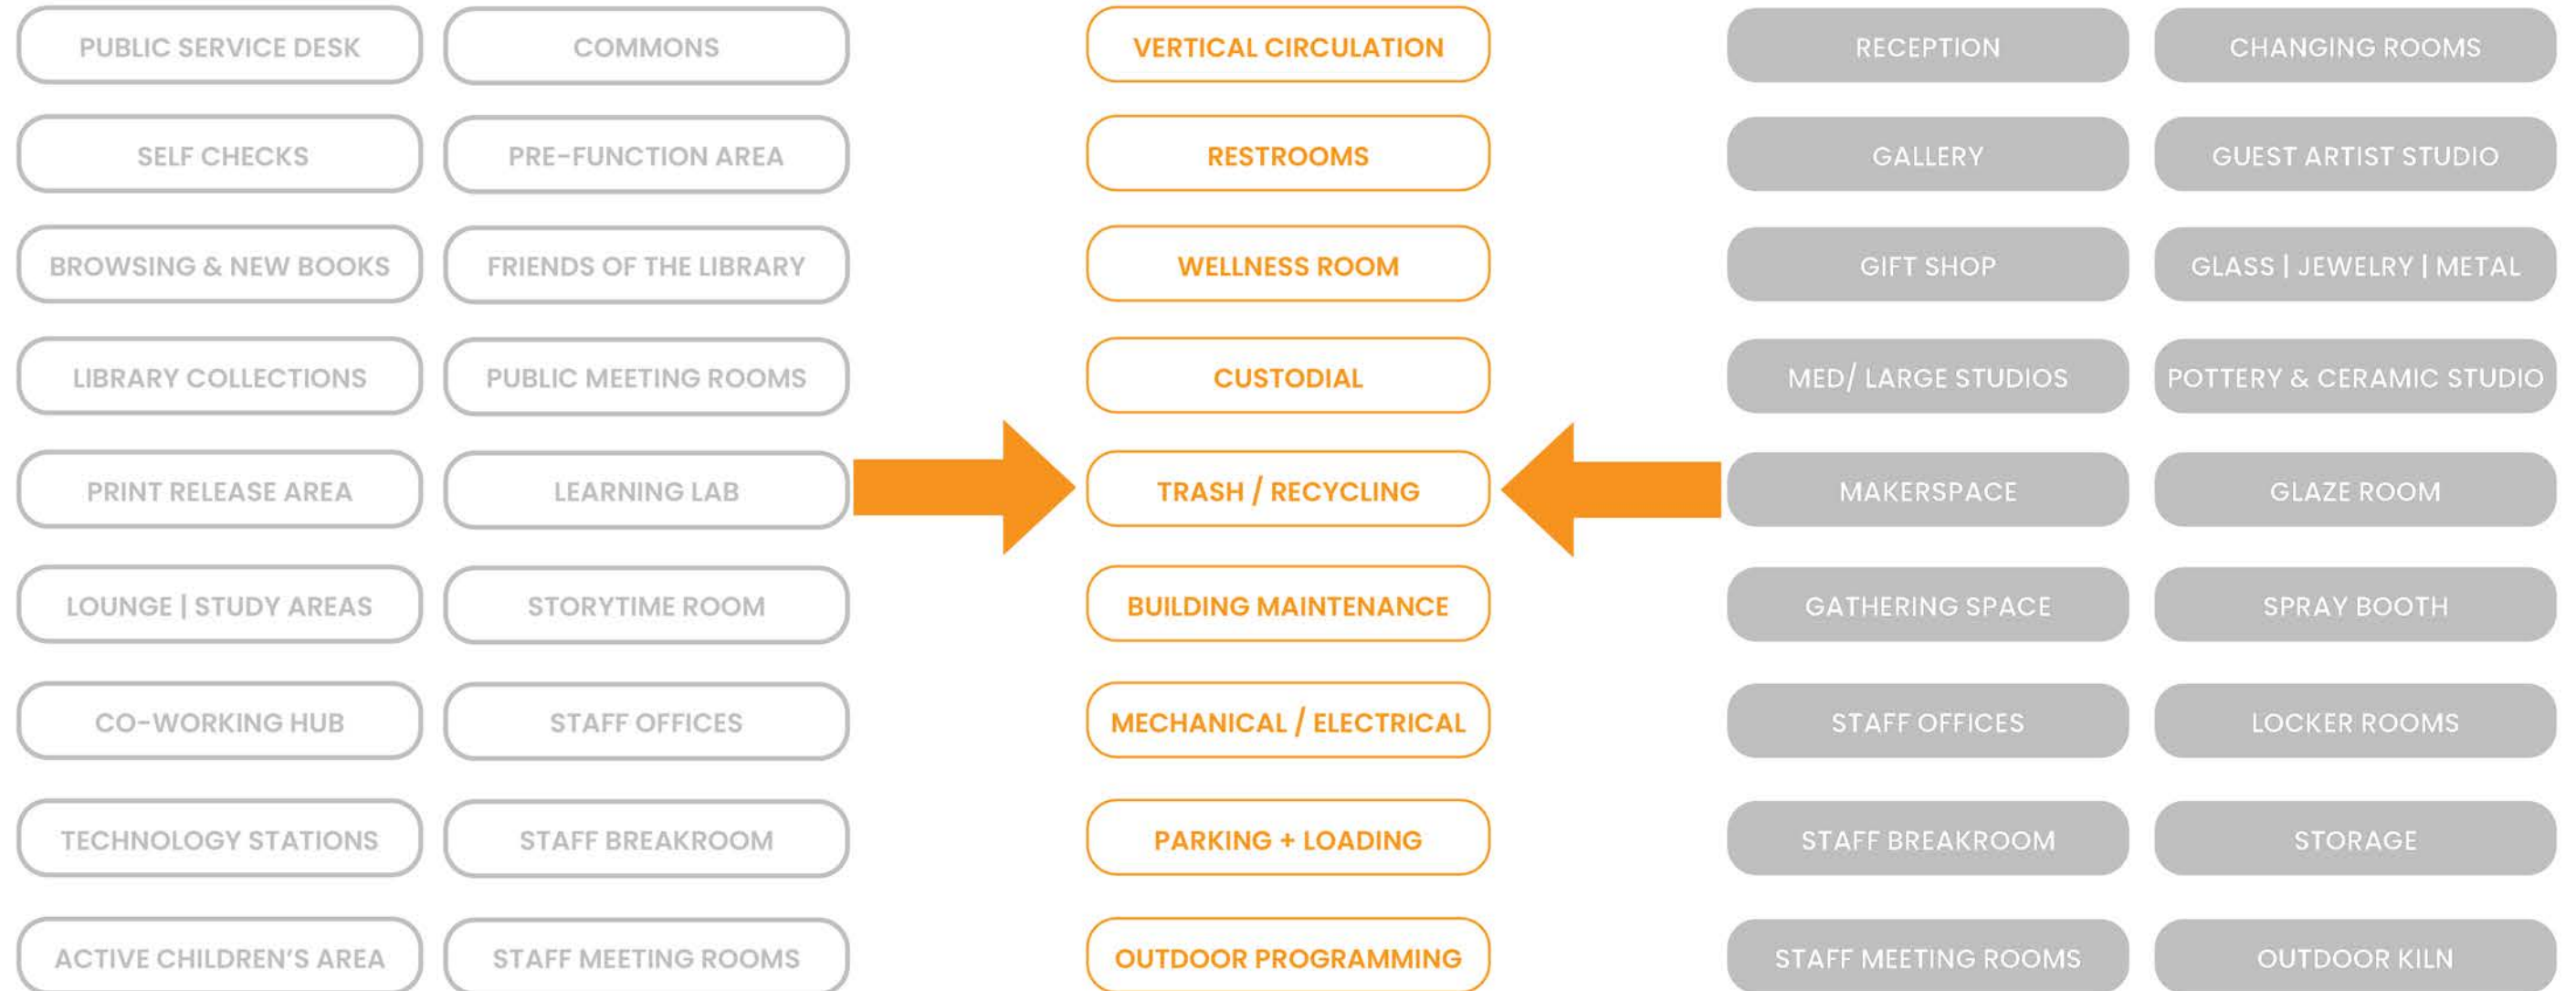 PUBLIC SERVICE DESK
SELF CHECKS
BROWSING & NEW BOOKS
LIBRARY COLLECTIONS
PRINT RELEASE AREA
LOUNGE | STUDY AREAS
CO-WORKING HUB
TECHNOLOGY STATIONS
ACTIVE CHILDREN'S AREA
COMMONS
PRE-FUNCTION AREA
FRIENDS OF THE LIBRARY
PUBLIC MEETING ROOMS
LEARNING LAB
STORYTIME ROOM
STAFF OFFICES
STAFF BREAKROOM
STAFF MEETING ROOMS
VERTICAL CIRCULATION
RESTROOMS
WELLNESS ROOM
CUSTODIAL
TRASH / RECYCLING
BUILDING MAINTENANCE
MECHANICAL / ELECTRICAL
PARKING + LOADING
OUTDOOR PROGRAMMING
RECEPTION
GALLERY
GIFT SHOP
MED/ LARGE STUDIOS
MAKERSPACE
GATHERING SPACE
STAFF OFFICES
STAFF BREAKROOM
STAFF MEETING ROOMS
CHANGING ROOMS
GUEST ARTIST STUDIO
GLASS | JEWELRY | METAL
POTTERY & CERAMIC STUDIO
GLAZE ROOM
SPRAY BOOTH
LOCKER ROOMS
STORAGE
OUTDOOR KILN